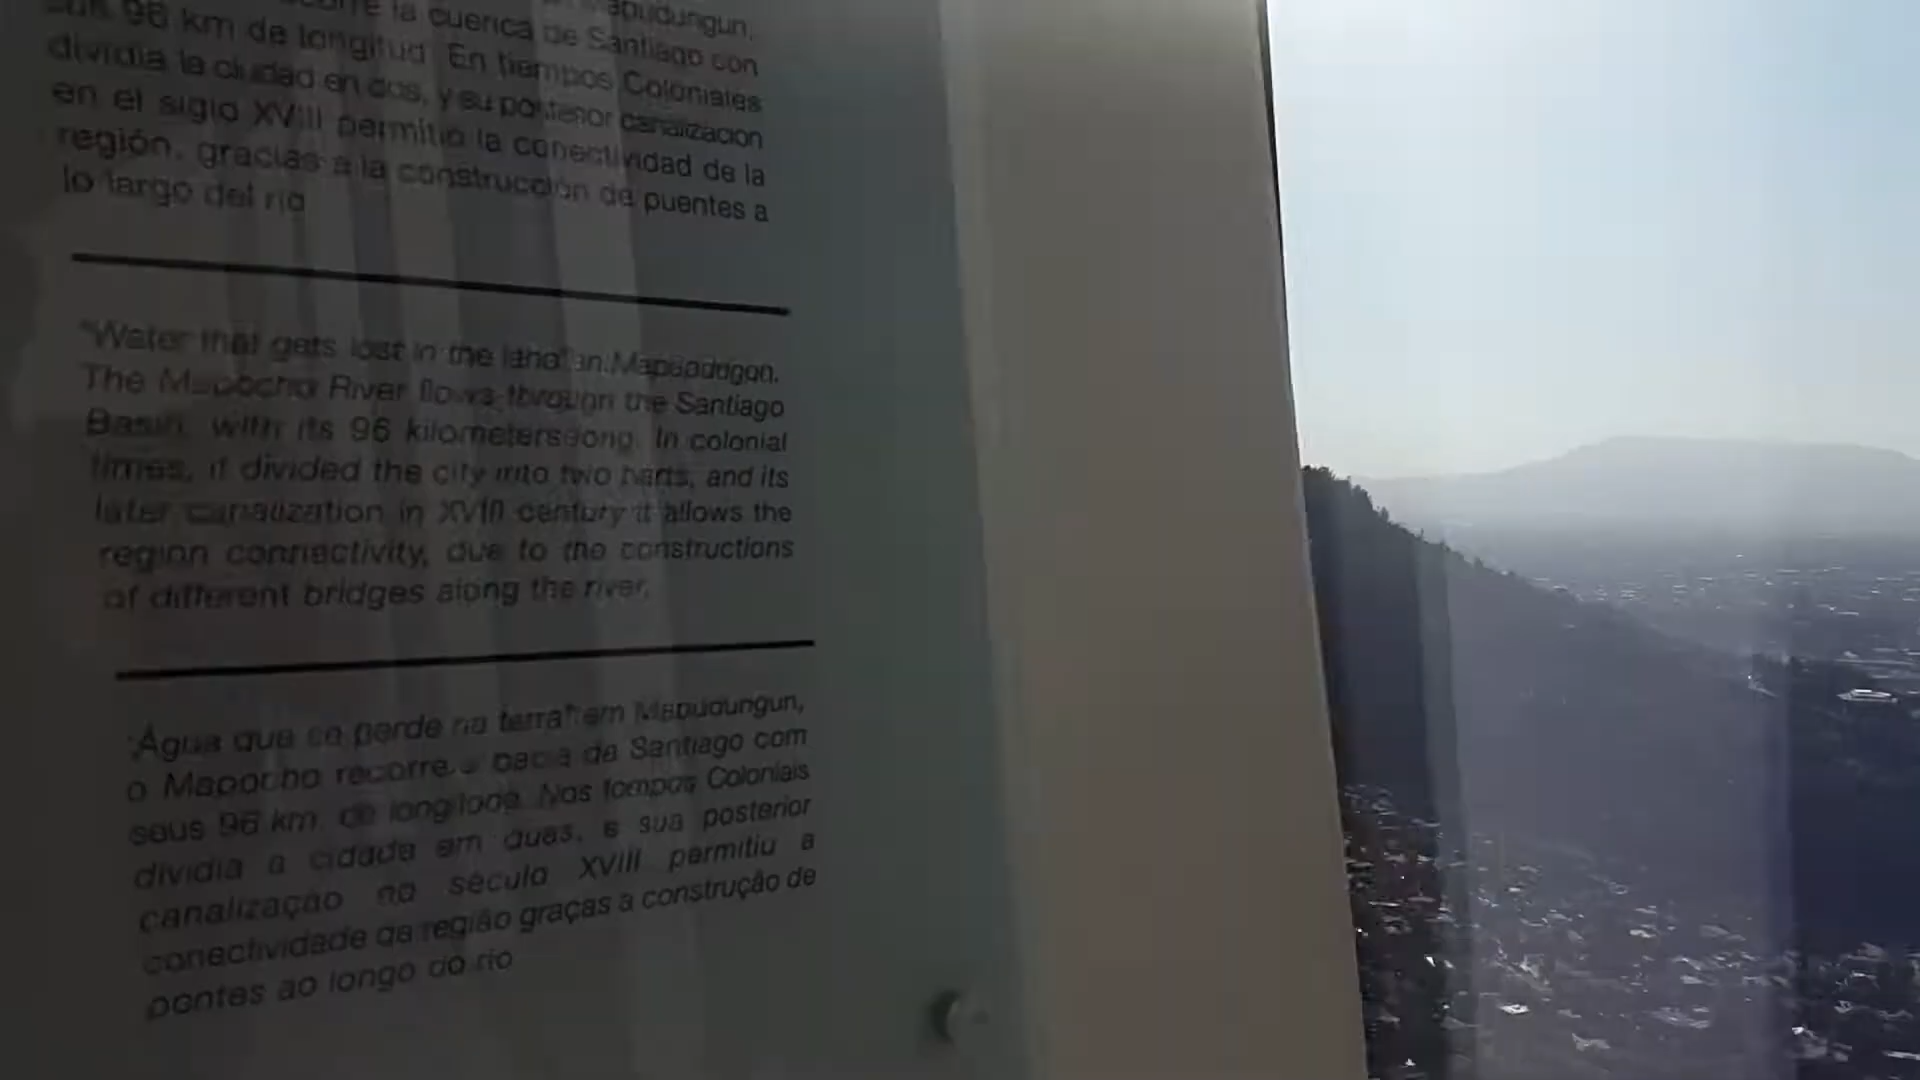 Mapudungun,
la cuenca de Santiago con
sus 96 km de longitud. En tiempos Coloniales
dividía la ciudad en dos, y su posterior canalización
en el siglo XVIII permitió la conectividad de la
región, gracias a la construcción de puentes a
lo largo del río
"Water that gets lost in the land" in
The Mapocho River flows through the Santiago
Basin, with its 96 kilometers long. In colonial
times, it divided the city into two parts, and its
later canalization in XVIII century it allows the
region connectivity, due to the constructions
of different bridges along the river.
"Água que se perde na terra" em Mapudungun,
o Mapocho recorre a bacia de Santiago com
seus 96 km. de longitude. Nos tempos Coloniais
dividia a cidade em duas, e sua posterior
canalização no século XVIII permitiu a
conectividade da região graças a construção de
pontes ao longo do rio